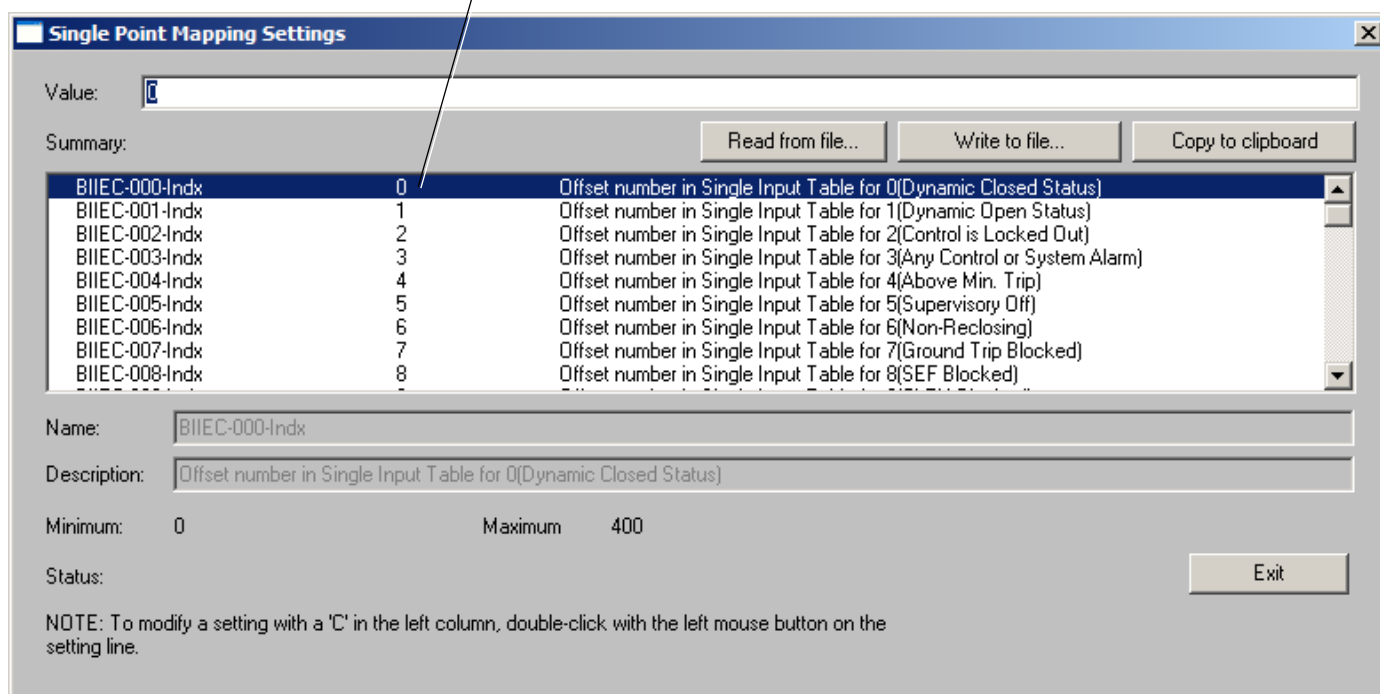 Single Point Mapping Settings
Value: 0
Summary: Read from file... Write to file... Copy to clipboard
BIIEC-000-Indx 0 Offset number in Single Input Table for 0(Dynamic Closed Status)
BIIEC-001-Indx 1 Offset number in Single Input Table for 1(Dynamic Open Status)
BIIEC-002-Indx 2 Offset number in Single Input Table for 2(Control is Locked Out)
BIIEC-003-Indx 3 Offset number in Single Input Table for 3(Any Control or System Alarm)
BIIEC-004-Indx 4 Offset number in Single Input Table for 4(Above Min. Trip)
BIIEC-005-Indx 5 Offset number in Single Input Table for 5(Supervisory Off)
BIIEC-006-Indx 6 Offset number in Single Input Table for 6(Non-Reclosing)
BIIEC-007-Indx 7 Offset number in Single Input Table for 7(Ground Trip Blocked)
BIIEC-008-Indx 8 Offset number in Single Input Table for 8(SEF Blocked)
Name: BIIEC-000-Indx
Description: Offset number in Single Input Table for 0(Dynamic Closed Status)
Minimum: 0 Maximum 400
Status: Exit
NOTE: To modify a setting with a 'C' in the left column, double-click with the left mouse button on the
setting line.